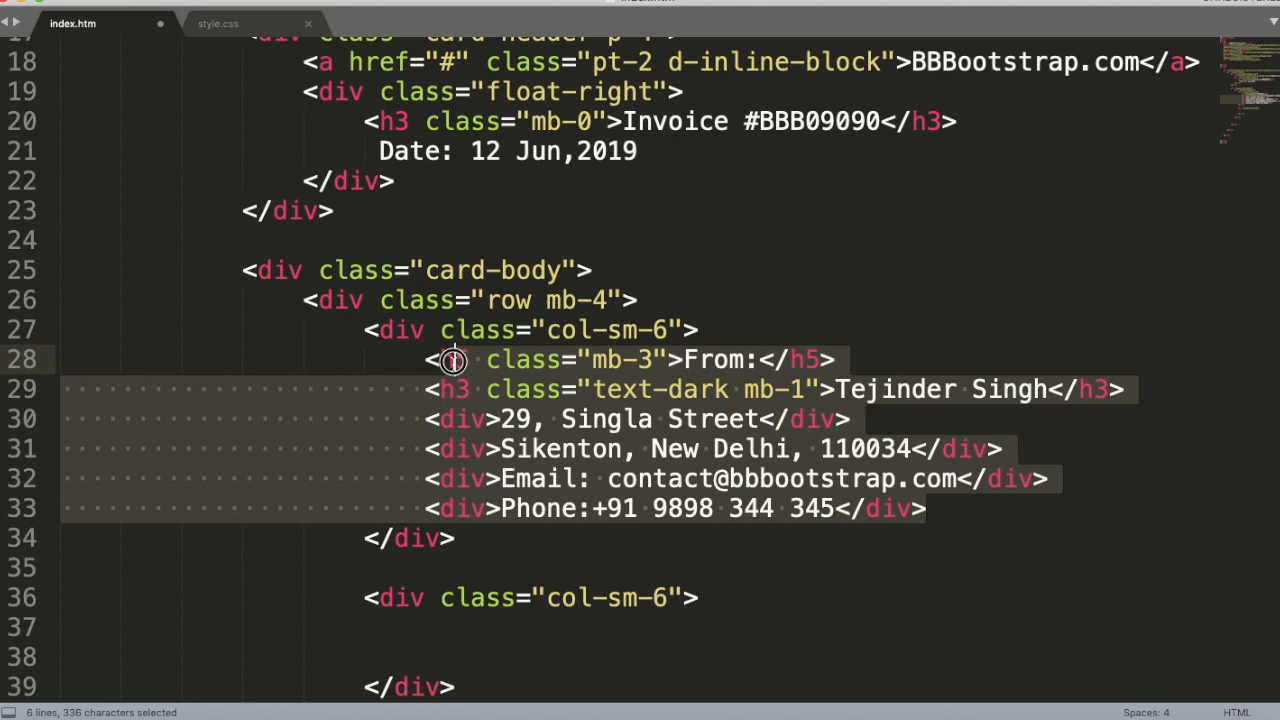 index.htm
style.css
18 <a href="#" class="pt-2 d-inline-block">BBBootstrap.com</a>
19 <div class="float-right">
20 <h3 class="mb-0">Invoice #BBB09090</h3>
21 Date: 12 Jun,2019
22 </div>
23 </div>
24
25 <div class="card-body">
26 <div class="row mb-4">
27 <div class="col-sm-6">
28 < class="mb-3">From:</h5>
29 <h3 class="text-dark mb-1">Tejinder Singh</h3>
30 <div>29, Singla Street</div>
31 <div>Sikenton, New Delhi, 110034</div>
32 <div>Email: contact@bbbootstrap.com</div>
33 <div>Phone:+91 9898 344 345</div>
34 </div>
35
36 <div class="col-sm-6">
37
38
39 </div>
6 lines, 336 characters selected
Spaces: 4
HTML